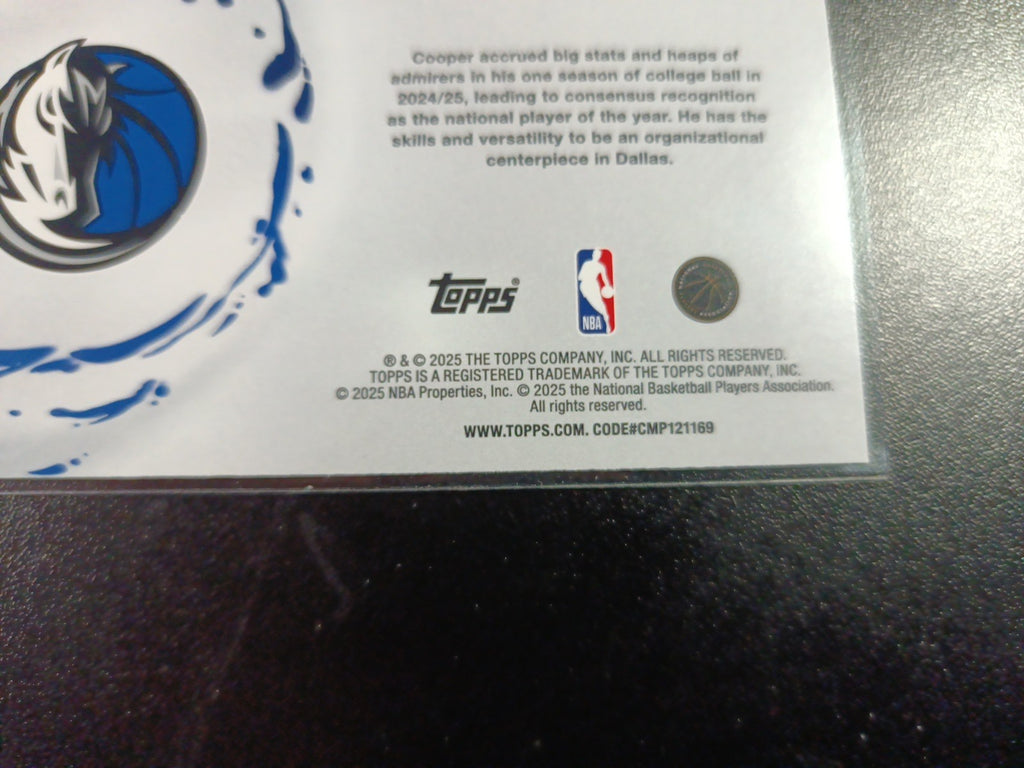 Cooper accrued big stats and heaps of
admirers in his one season of college ball in
2024/25, leading to consensus recognition
as the national player of the year. He has the
skills and versatility to be an organizational
centerpiece in Dallas.
topps®
NBA
® & © 2025 THE TOPPS COMPANY, INC. ALL RIGHTS RESERVED.
TOPPS IS A REGISTERED TRADEMARK OF THE TOPPS COMPANY, INC.
© 2025 NBA Properties, Inc. © 2025 the National Basketball Players Association.
All rights reserved.
WWW.TOPPS.COM. CODE#CMP121169